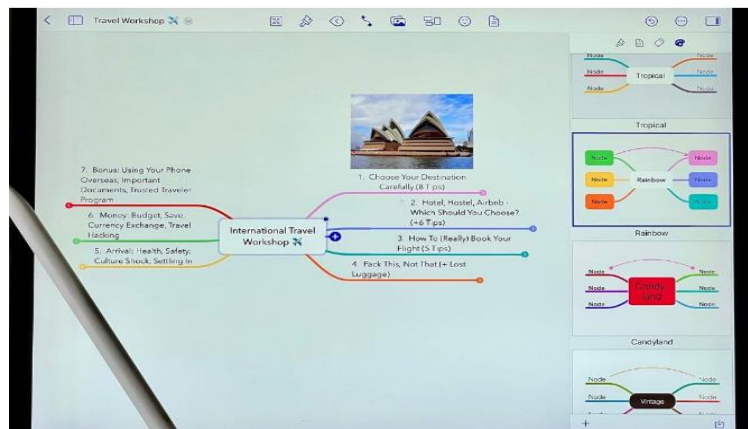 Travel Workshop
1. Choose Your Destination
Carefully (8 Tips)
2. Hotel, Hostel, Airbnb -
Which Should You Choose?
(+6 Tips)
3. How To (Really) Book Your
Flight (5 Tips)
4. Pack This, Not That (+ Lost
Luggage)
International Travel
Workshop
7. Bonus: Using Your Phone
Overseas, Important
Documents, Trusted Traveler
Program
6. Money: Budget, Save,
Currency Exchange, Travel
Hacking
5. Arrival: Health, Safety,
Culture Shock, Settling In
Node Node
Node Tropical Node
Node Node
Tropical
Node Node
Node Rainbow Node
Node Node
Rainbow
Node Node
Node Candy Node
land
Node Node
Candyland
Node Node
Node Vintage Node